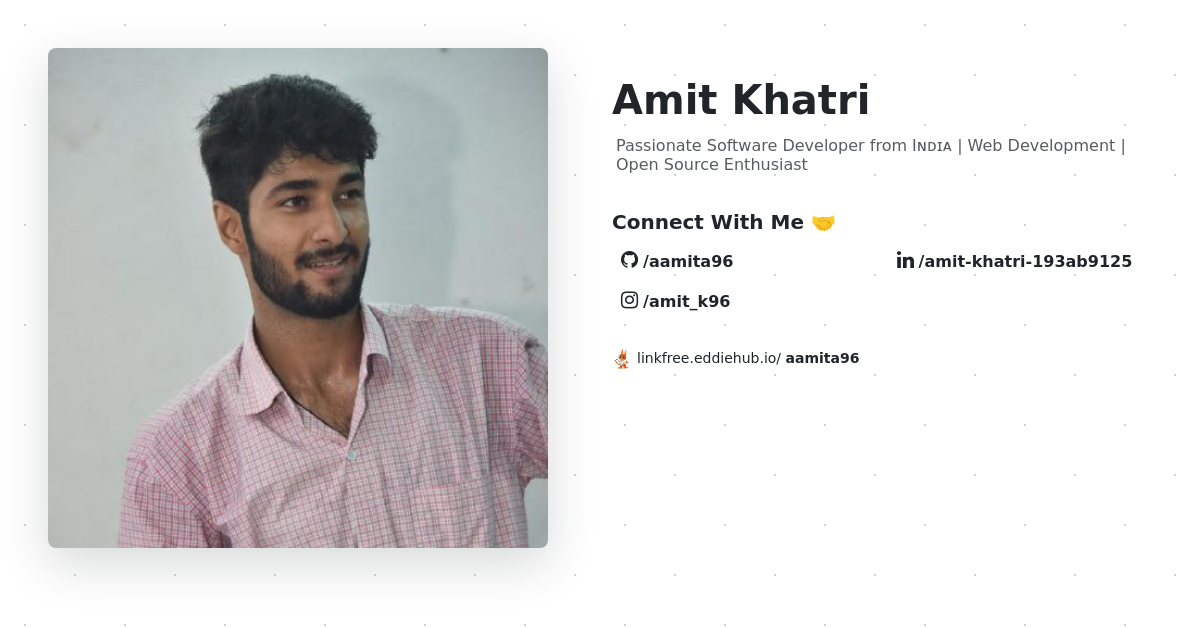 Amit Khatri
Passionate Software Developer from Iɴᴅɪᴀ | Web Development |
Open Source Enthusiast
Connect With Me 🤝
/aamita96
/amit-khatri-193ab9125
/amit_k96
linkfree.eddiehub.io/ aamita96